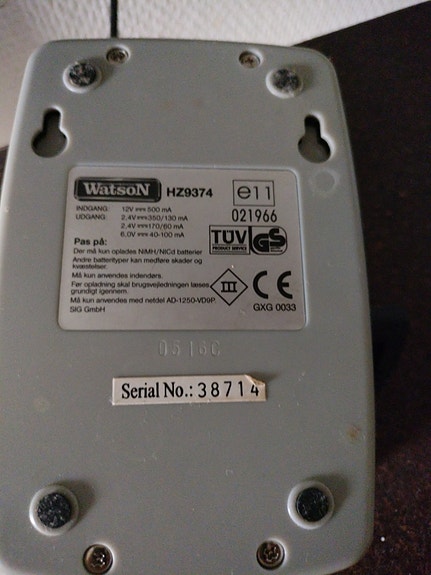 WatsoN HZ9374
e11
021966
INDGANG: 12V 500 mA
UDGANG: 2,4V 350/130 mA
2,4V 170/60 mA
6,0V 40-100 mA
TÜV PRODUCT SERVICE GS
Pas på:
Der må kun oplades NiMH/NiCd batterier
Andre batterityper kan medføre skader og
kvæstelser.
Må kun anvendes indendørs.
Før opladning skal brugsvejledningen læses
grundigt igennem.
Må kun anvendes med netdel AD-1250-VD9P.
SIG GmbH
III CE
GXG 0033
0516C
Serial No.: 38714